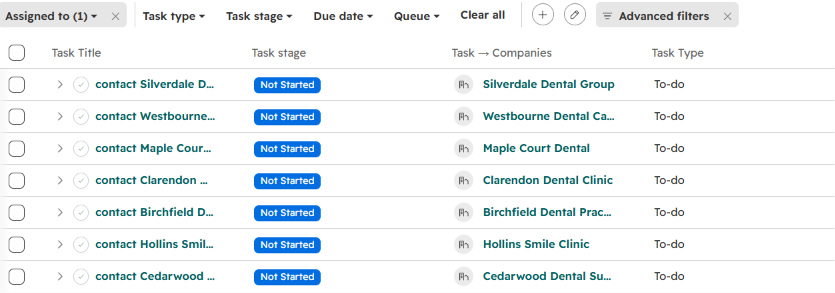 Assigned to (1) Task type Task stage Due date Queue Clear all Advanced filters
Task Title Task stage Task → Companies Task Type
contact Silverdale D... Not Started Silverdale Dental Group To-do
contact Westbourne... Not Started Westbourne Dental Ca... To-do
contact Maple Cour... Not Started Maple Court Dental To-do
contact Clarendon ... Not Started Clarendon Dental Clinic To-do
contact Birchfield D... Not Started Birchfield Dental Prac... To-do
contact Hollins Smil... Not Started Hollins Smile Clinic To-do
contact Cedarwood ... Not Started Cedarwood Dental Su... To-do